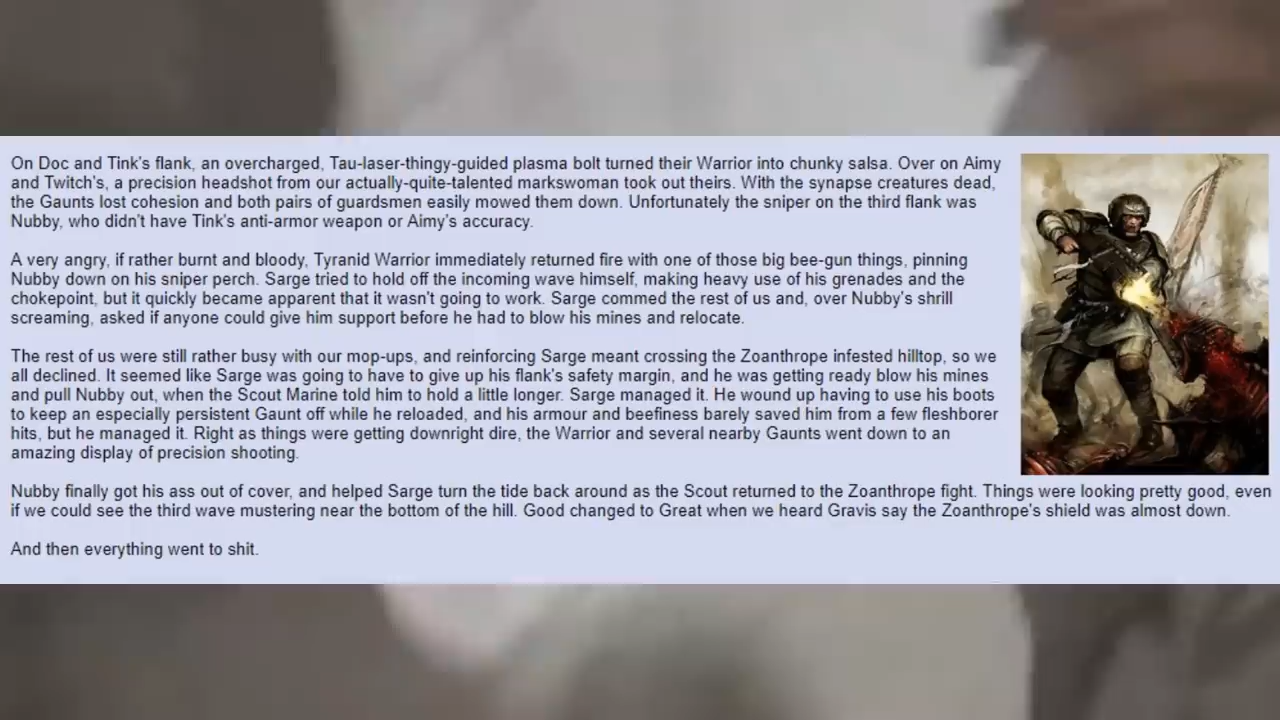 On Doc and Tink's flank, an overcharged, Tau-laser-thingy-guided plasma bolt turned their Warrior into chunky salsa. Over on Aimy
and Twitch's, a precision headshot from our actually-quite-talented markswoman took out theirs. With the synapse creatures dead,
the Gaunts lost cohesion and both pairs of guardsmen easily mowed them down. Unfortunately the sniper on the third flank was
Nubby, who didn't have Tink's anti-armor weapon or Aimy's accuracy.
A very angry, if rather burnt and bloody, Tyranid Warrior immediately returned fire with one of those big bee-gun things, pinning
Nubby down on his sniper perch. Sarge tried to hold off the incoming wave himself, making heavy use of his grenades and the
chokepoint, but it quickly became apparent that it wasn't going to work. Sarge commed the rest of us and, over Nubby's shrill
screaming, asked if anyone could give him support before he had to blow his mines and relocate.
The rest of us were still rather busy with our mop-ups, and reinforcing Sarge meant crossing the Zoanthrope infested hilltop, so we
all declined. It seemed like Sarge was going to have to give up his flank's safety margin, and he was getting ready blow his mines
and pull Nubby out, when the Scout Marine told him to hold a little longer. Sarge managed it. He wound up having to use his boots
to keep an especially persistent Gaunt off while he reloaded, and his armour and beefiness barely saved him from a few fleshborer
hits, but he managed it. Right as things were getting downright dire, the Warrior and several nearby Gaunts went down to an
amazing display of precision shooting.
Nubby finally got his ass out of cover, and helped Sarge turn the tide back around as the Scout returned to the Zoanthrope fight. Things were looking pretty good, even
if we could see the third wave mustering near the bottom of the hill. Good changed to Great when we heard Gravis say the Zoanthrope's shield was almost down.
And then everything went to shit.